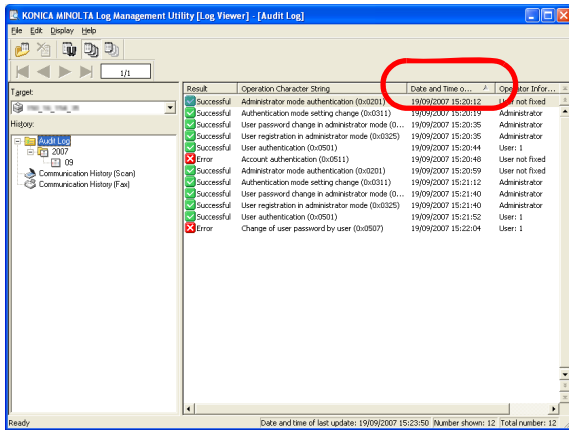 KONICA MINOLTA Log Management Utility [Log Viewer] - [Audit Log]
File Edit Display Help
1/1
Target:
History:
Audit Log
2007
09
Communication History (Scan)
Communication History (Fax)
Result Operation Character String Date and Time o... Operator Infor...
Successful Administrator mode authentication (0x0201) 19/09/2007 15:20:12 User not fixed
Successful Authentication mode setting change (0x0311) 19/09/2007 15:20:19 Administrator
Successful User password change in administrator mode (0... 19/09/2007 15:20:35 Administrator
Successful User registration in administrator mode (0x0325) 19/09/2007 15:20:35 Administrator
Successful User authentication (0x0501) 19/09/2007 15:20:44 User: 1
Error Account authentication (0x0511) 19/09/2007 15:20:48 User not fixed
Successful Administrator mode authentication (0x0201) 19/09/2007 15:20:59 User not fixed
Successful Authentication mode setting change (0x0311) 19/09/2007 15:21:12 Administrator
Successful User password change in administrator mode (0... 19/09/2007 15:21:40 Administrator
Successful User registration in administrator mode (0x0325) 19/09/2007 15:21:40 Administrator
Successful User authentication (0x0501) 19/09/2007 15:21:52 User: 1
Error Change of user password by user (0x0507) 19/09/2007 15:22:04 User: 1
Ready Date and time of last update: 19/09/2007 15:23:50 Number shown: 12 Total number: 12